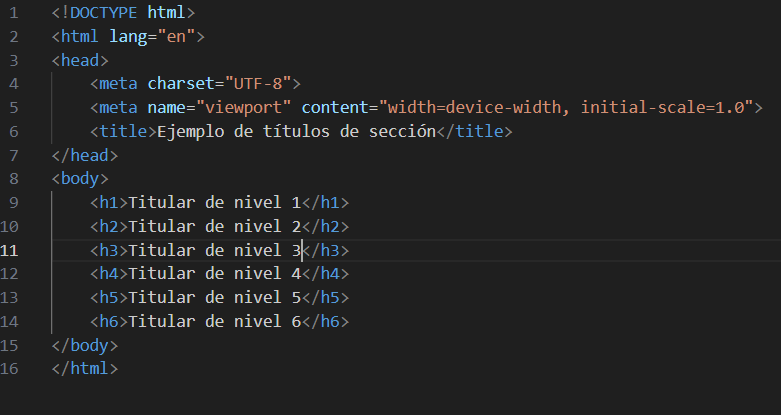 1 <!DOCTYPE html>
2 <html lang="en">
3 <head>
4     <meta charset="UTF-8">
5     <meta name="viewport" content="width=device-width, initial-scale=1.0">
6     <title>Ejemplo de títulos de sección</title>
7 </head>
8 <body>
9     <h1>Titular de nivel 1</h1>
10     <h2>Titular de nivel 2</h2>
11     <h3>Titular de nivel 3</h3>
12     <h4>Titular de nivel 4</h4>
13     <h5>Titular de nivel 5</h5>
14     <h6>Titular de nivel 6</h6>
15 </body>
16 </html>